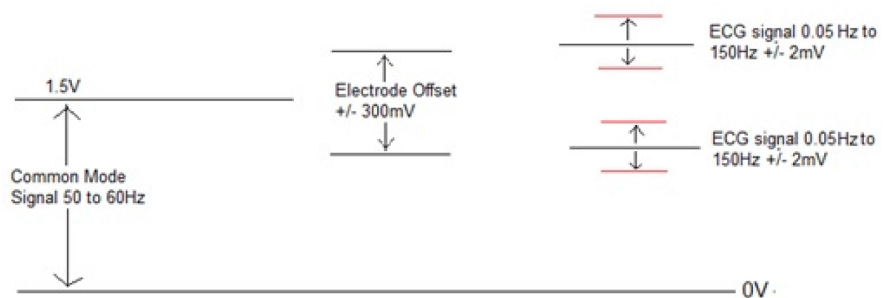 1.5V
Common Mode
Signal 50 to 60Hz
Electrode Offset
+/- 300mV
ECG signal 0.05 Hz to
150Hz +/- 2mV
ECG signal 0.05Hz to
150Hz +/- 2mV
0V